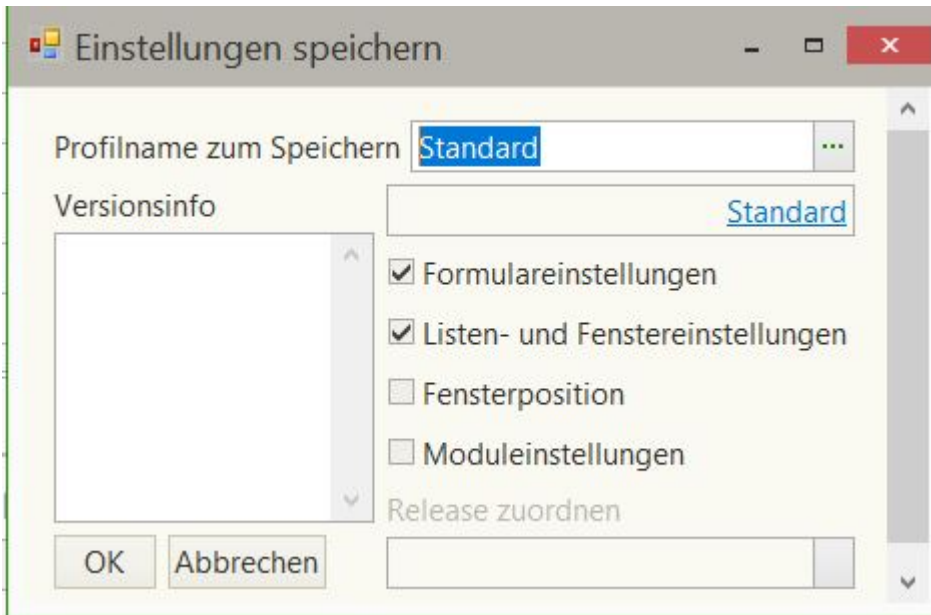 Einstellungen speichern
Profilname zum Speichern Standard ...
Versionsinfo
Standard
Formulareinstellungen
Listen- und Fenstereinstellungen
Fensterposition
Moduleinstellungen
Release zuordnen
OK Abbrechen